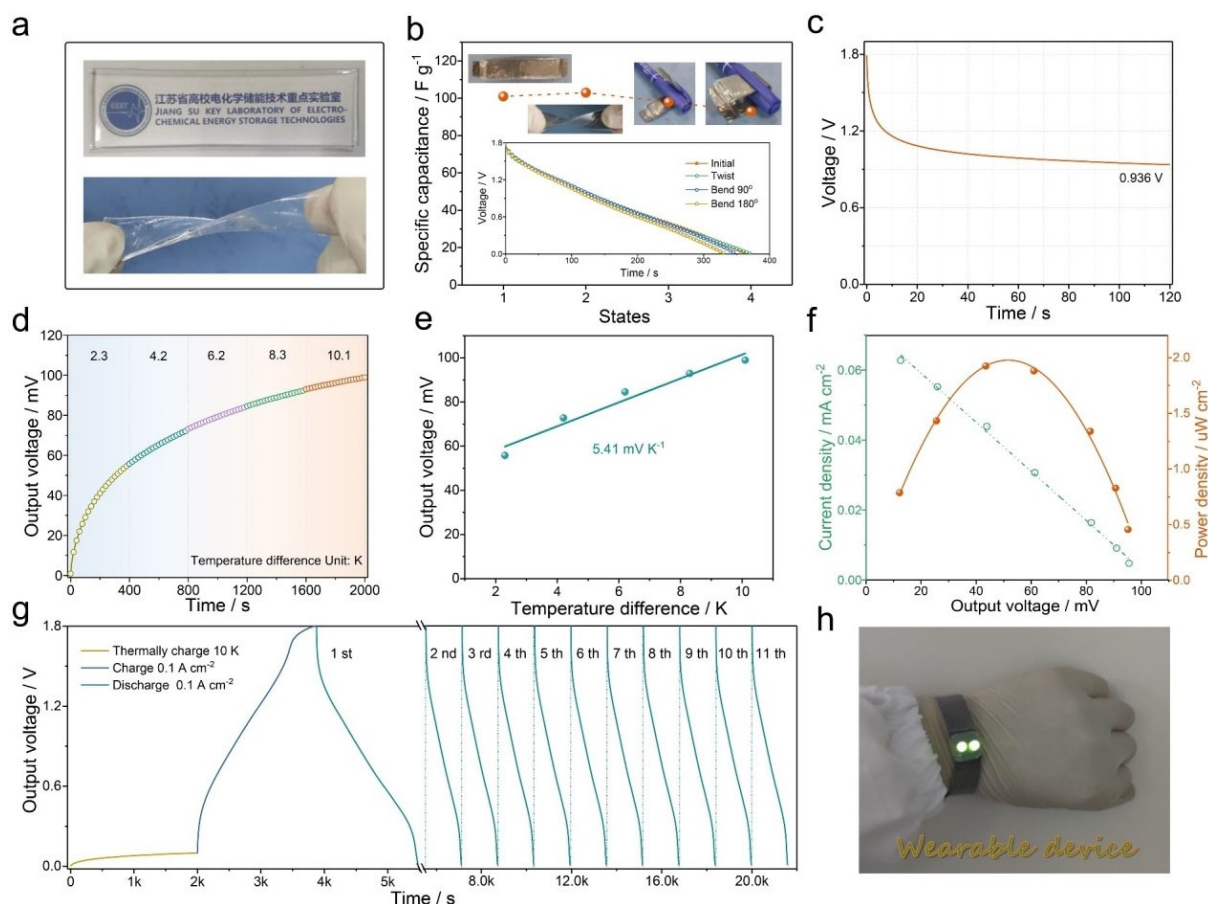 a
江苏省高校电化学储能技术重点实验室
JIANG SU KEY LABORATORY OF ELECTRO-
CHEMICAL ENERGY STORAGE TECHNOLOGIES
b
Specific capacitance / F g⁻¹
120
100
80
60
40
20
0
1 2 3 4
States
Voltage / V
1.8
1.2
0.6
0.0
0 100 200 300 400
Time / s
Initial
Twist
Bend 90°
Bend 180°
c
Voltage / V
1.8
1.2
0.6
0.0
0.936 V
0 20 40 60 80 100 120
Time / s
d
Output voltage / mV
120
100
80
60
40
20
0
2.3 4.2 6.2 8.3 10.1
Temperature difference Unit: K
0 400 800 1200 1600 2000
Time / s
e
Output voltage / mV
100
80
60
40
20
0
5.41 mV K⁻¹
2 4 6 8 10
Temperature difference / K
f
Current density / mA cm⁻²
0.06
0.04
0.02
0.00
Power density / uW cm⁻²
2.0
1.5
1.0
0.5
0.0
0 20 40 60 80 100
Output voltage / mV
g
Output voltage / V
1.8
1.2
0.6
0.0
Thermally charge 10 K
Charge 0.1 A cm⁻²
Discharge 0.1 A cm⁻²
1 st 2 nd 3 rd 4 th 5 th 6 th 7 th 8 th 9 th 10 th 11 th
0 1k 2k 3k 4k 5k 8.0k 12.0k 16.0k 20.0k
Time / s
h
Wearable device